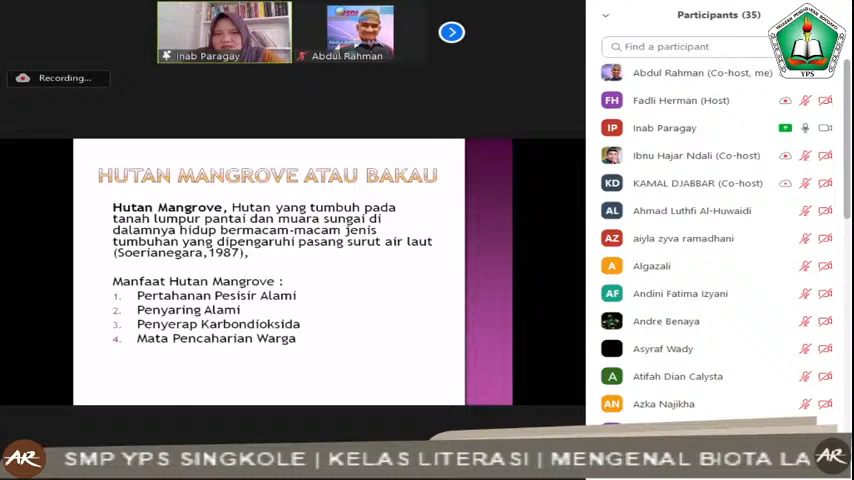 Inab Paragay
Abdul Rahman
Recording...
HUTAN MANGROVE ATAU BAKAU
Hutan Mangrove, Hutan yang tumbuh pada
tanah lumpur pantai dan muara sungai di
dalamnya hidup bermacam-macam jenis
tumbuhan yang dipengaruhi pasang surut air laut
(Soerianegara,1987),
Manfaat Hutan Mangrove :
1. Pertahanan Pesisir Alami
2. Penyaring Alami
3. Penyerap Karbondioksida
4. Mata Pencaharian Warga
Participants (35)
Find a participant
YPS
Abdul Rahman (Co-host, me)
FH Fadli Herman (Host)
IP Inab Paragay
Ibnu Hajar Ndali (Co-host)
KD KAMAL DJABBAR (Co-host)
AL Ahmad Luthfi Al-Huwaidi
AZ aiyla zyva ramadhani
A Algazali
AF Andini Fatima Izyani
Andre Benaya
Asyraf Wady
A Atifah Dian Calysta
AN Azka Najikha
AR SMP YPS SINGKOLE | KELAS LITERASI | MENGENAL BIOTA LA AR